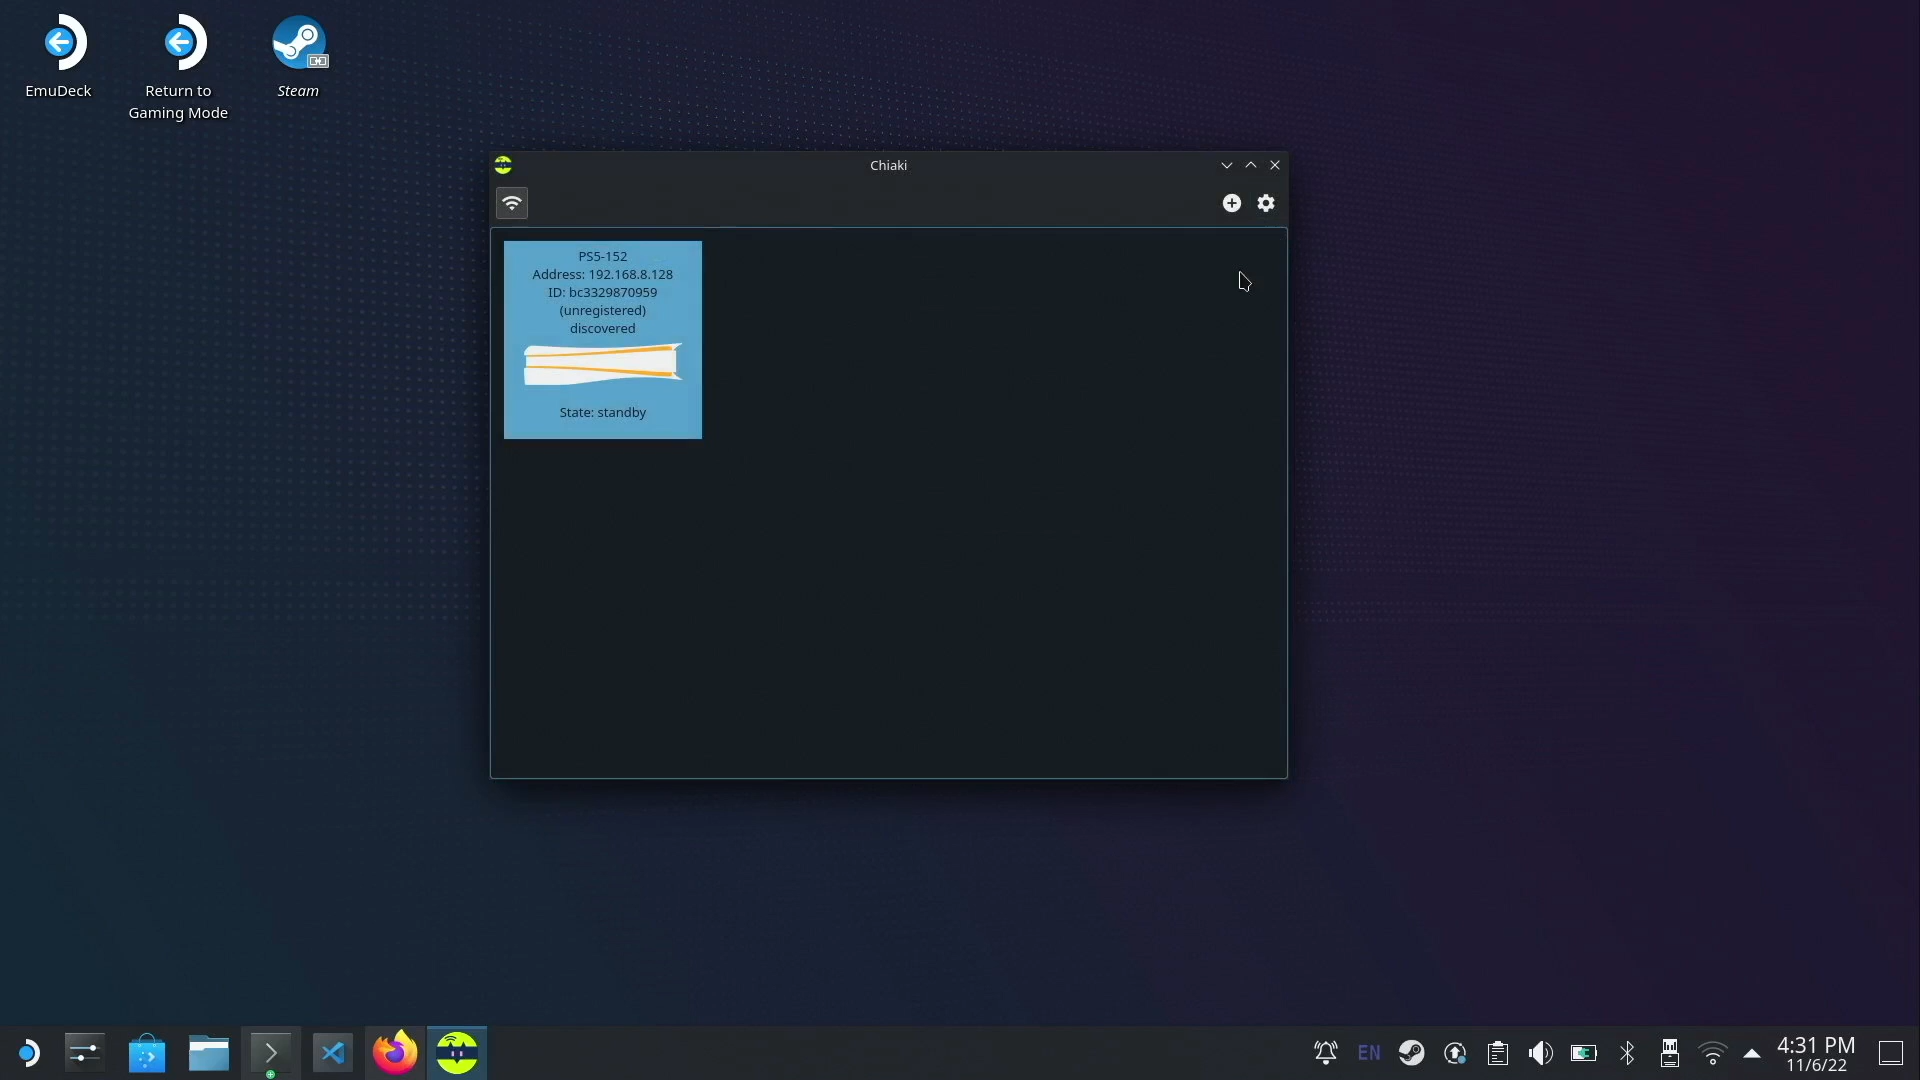 EmuDeck
Return to
Gaming Mode
Steam
Chiaki
PS5-152
Address: 192.168.8.128
ID: bc3329870959
(unregistered)
discovered
State: standby
EN
4:31 PM
11/6/22